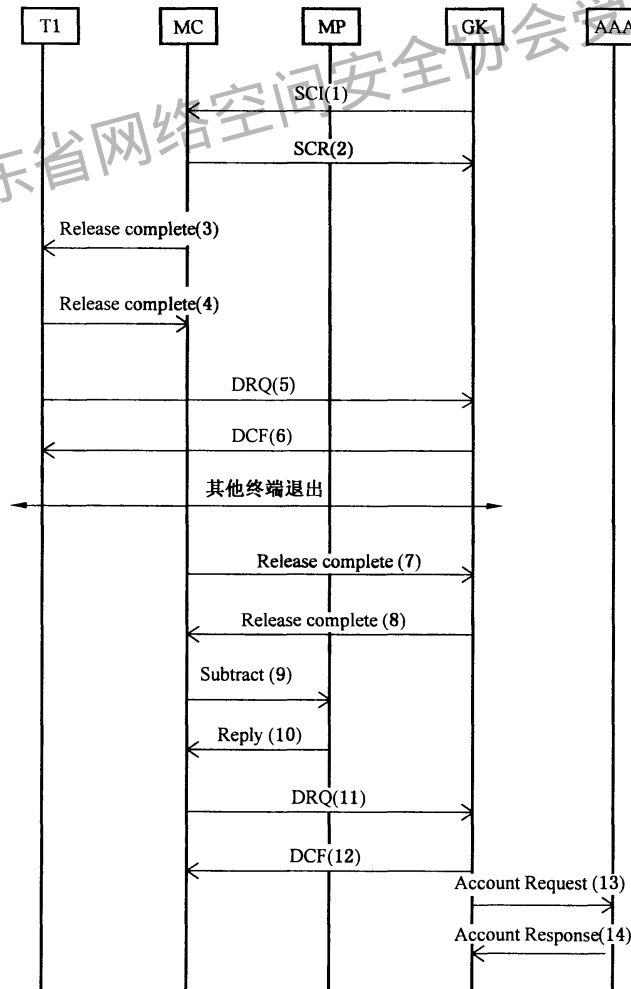 T1 MC MP GK AAA
东省网络空间安全协会受
SCI(1)
SCR(2)
Release complete(3)
Release complete(4)
DRQ(5)
DCF(6)
其他终端退出
Release complete (7)
Release complete (8)
Subtract (9)
Reply (10)
DRQ(11)
DCF(12)
Account Request (13)
Account Response(14)